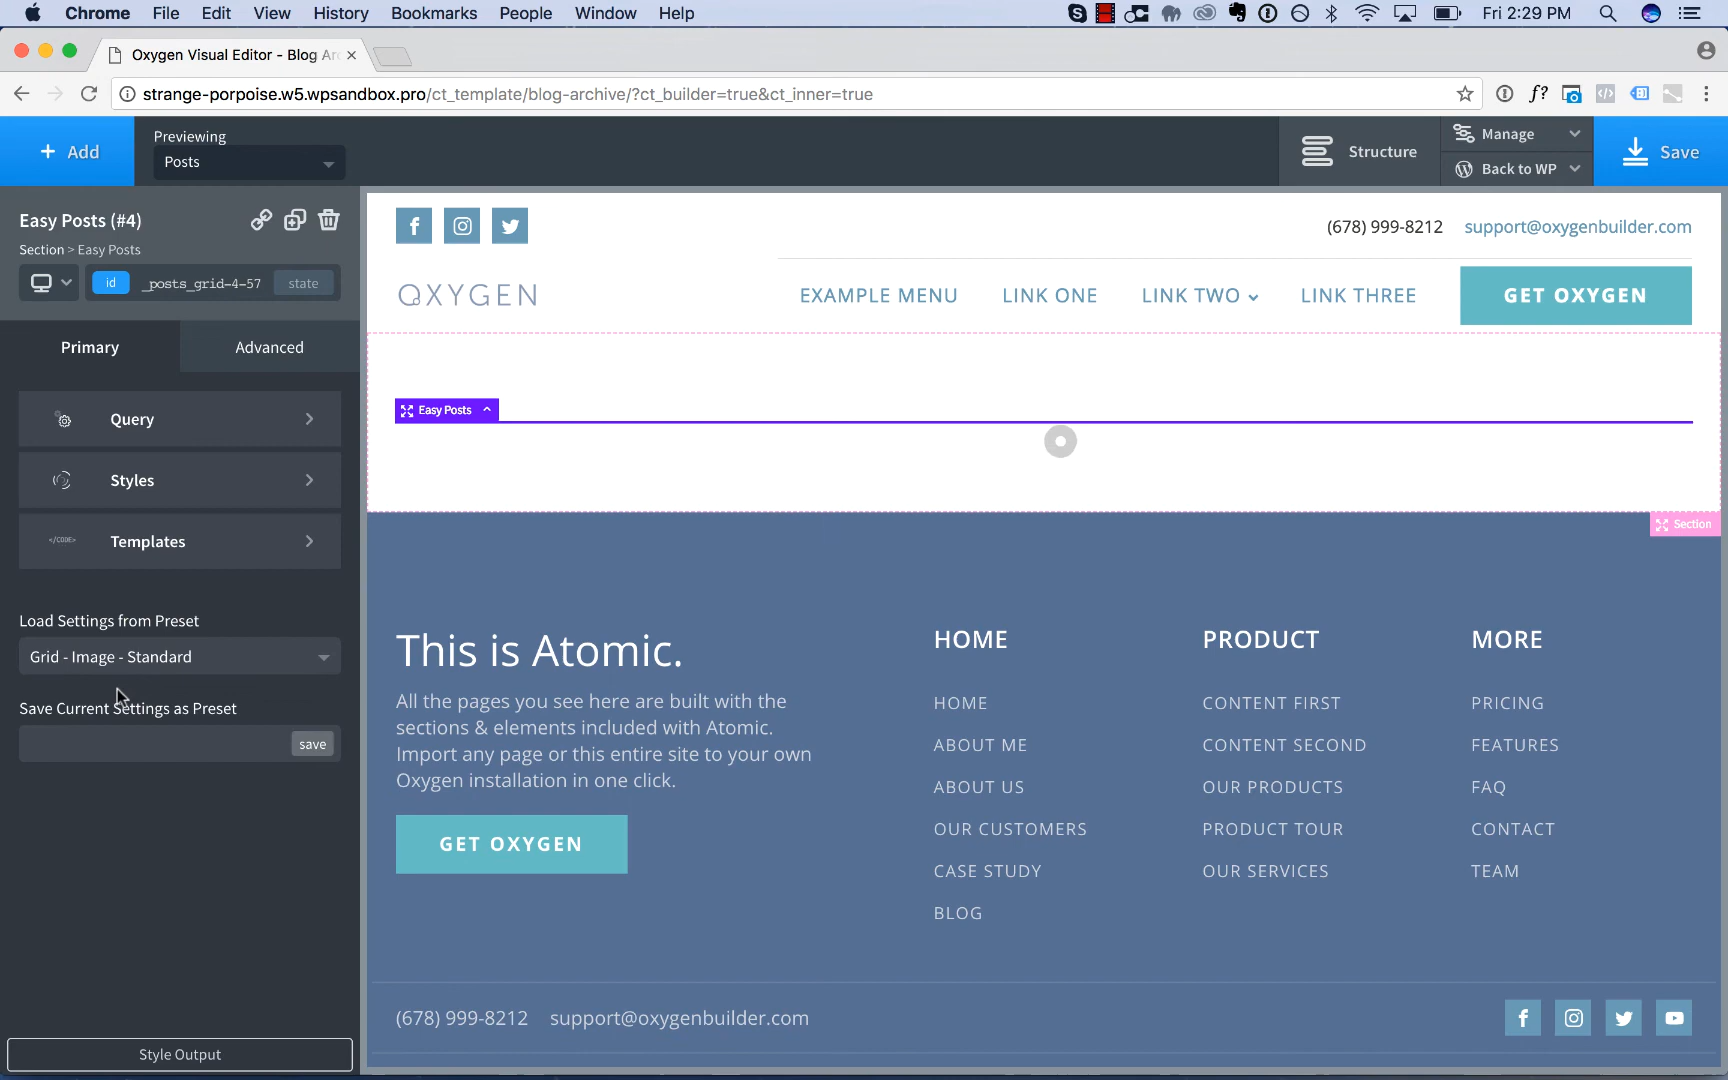 Chrome File Edit View History Bookmarks People Window Help Fri 2:29 PM
Oxygen Visual Editor - Blog Ar
strange-porpoise.w5.wpsandbox.pro/ct_template/blog-archive/?ct_builder=true&ct_inner=true
f?
+ Add
Previewing
Posts
Structure
Manage
Back to WP
Save
Easy Posts (#4)
Section > Easy Posts
id _posts_grid-4-57 state
Primary Advanced
Query
Styles
</CODE> Templates
Load Settings from Preset
Grid - Image - Standard
Save Current Settings as Preset
save
Style Output
(678) 999-8212 support@oxygenbuilder.com
OXYGEN
EXAMPLE MENU LINK ONE LINK TWO LINK THREE GET OXYGEN
Easy Posts
Section
This is Atomic.
All the pages you see here are built with the
sections & elements included with Atomic.
Import any page or this entire site to your own
Oxygen installation in one click.
GET OXYGEN
HOME
HOME
ABOUT ME
ABOUT US
OUR CUSTOMERS
CASE STUDY
BLOG
PRODUCT
CONTENT FIRST
CONTENT SECOND
OUR PRODUCTS
PRODUCT TOUR
OUR SERVICES
MORE
PRICING
FEATURES
FAQ
CONTACT
TEAM
(678) 999-8212 support@oxygenbuilder.com